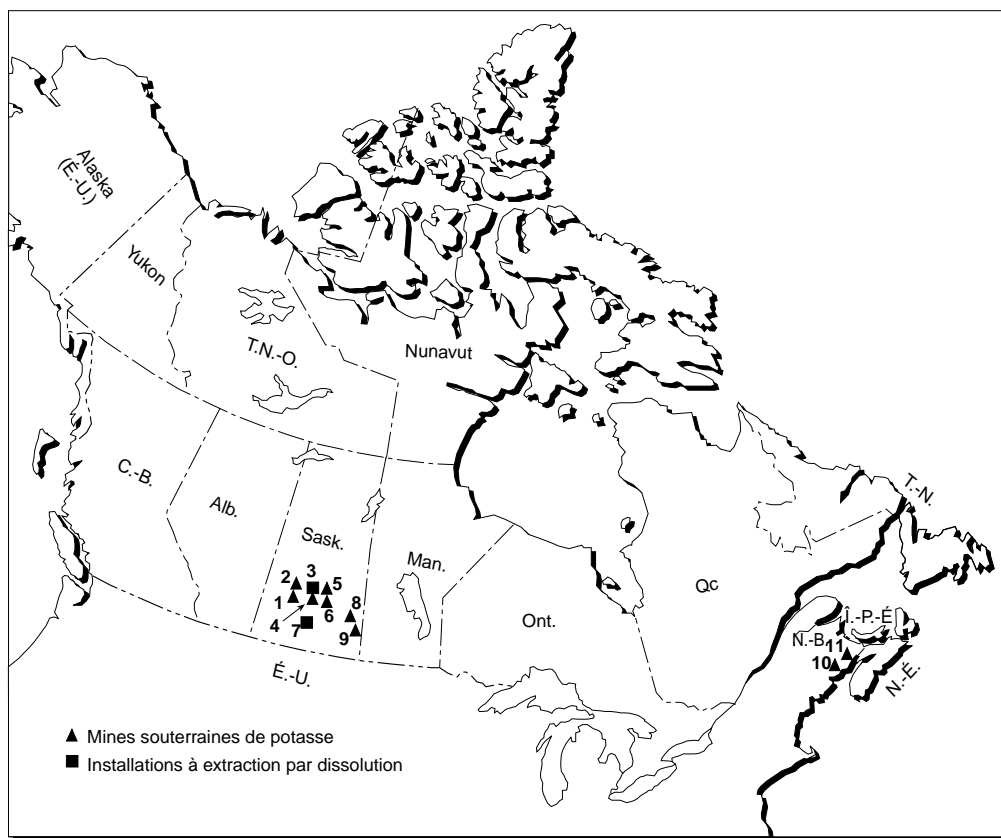 Alaska
(É.-U.)
Yukon
T.N.-O.
Nunavut
C.-B.
Alb.
Sask.
Man.
Ont.
Qc
T.-N.
Î.-P.-É
N.-B.
N.-É.
É.-U.
2
3
5
1
6
8
4
7
9
11
10
Mines souterraines de potasse
Installations à extraction par dissolution